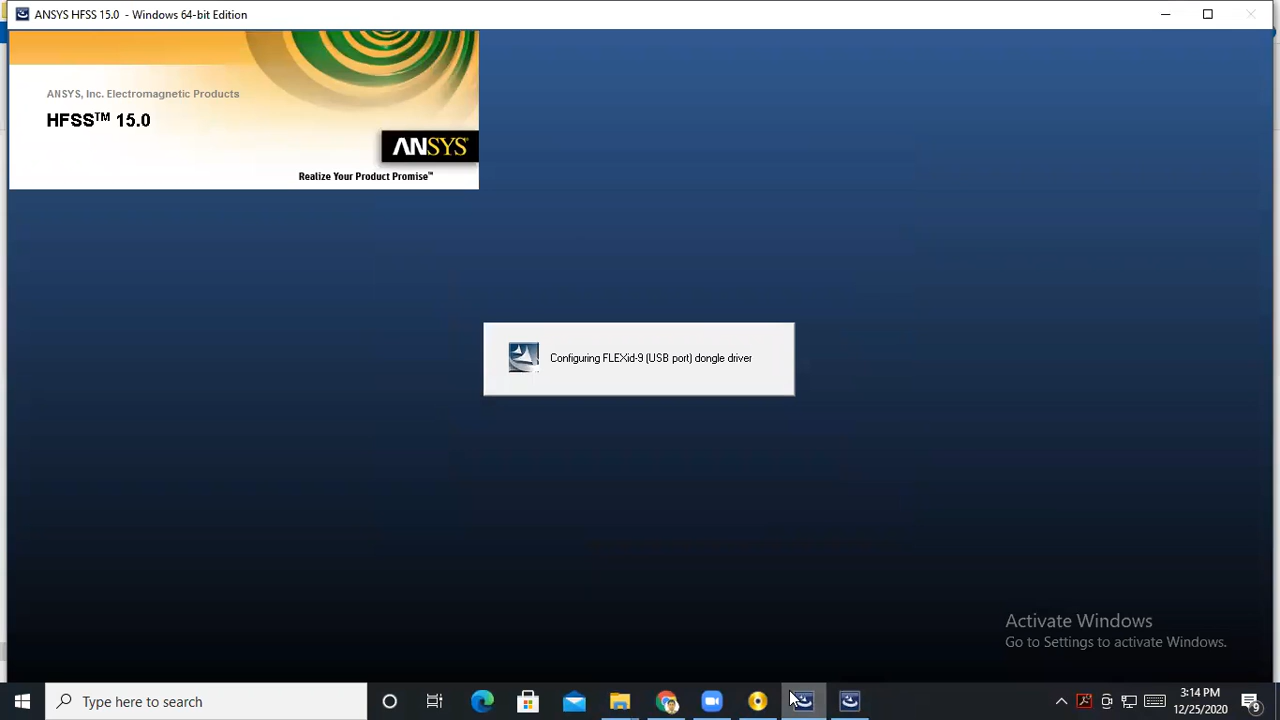 ANSYS HFSS 15.0 - Windows 64-bit Edition
ANSYS, Inc. Electromagnetic Products
HFSS™ 15.0
ANSYS®
Realize Your Product Promise™
Configuring FLEXid-9 (USB port) dongle driver
Activate Windows
Go to Settings to activate Windows.
Type here to search
3:14 PM
12/25/2020
9